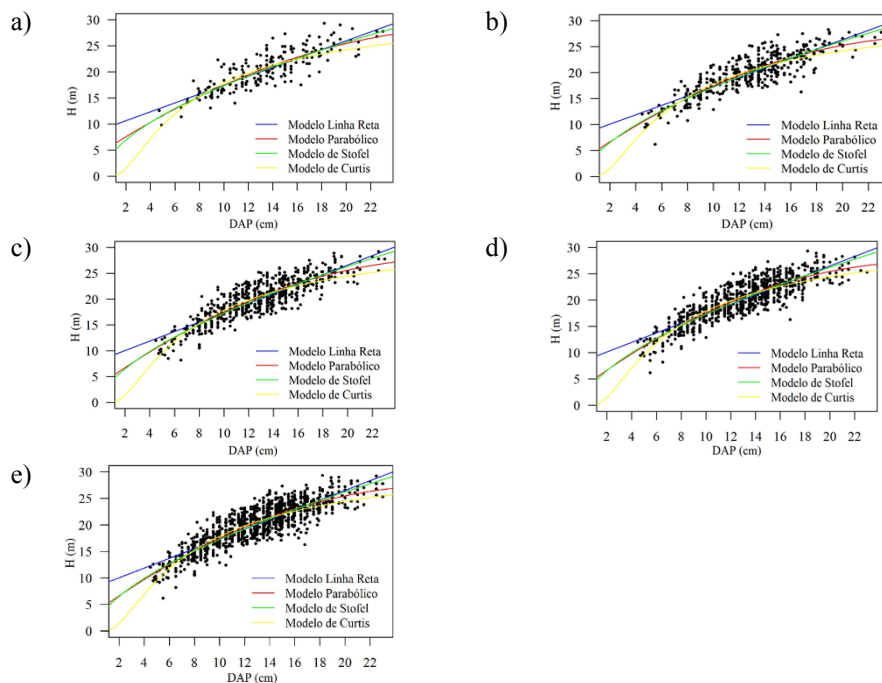 a)
30
25
20
15
10
5
0
H (m)
Modelo Linha Reta
Modelo Parabólico
Modelo de Stofel
Modelo de Curtis
2 4 6 8 10 12 14 16 18 20 22
DAP (cm)
b)
30
25
20
15
10
5
0
H (m)
Modelo Linha Reta
Modelo Parabólico
Modelo de Stofel
Modelo de Curtis
2 4 6 8 10 12 14 16 18 20 22
DAP (cm)
c)
30
25
20
15
10
5
0
H (m)
Modelo Linha Reta
Modelo Parabólico
Modelo de Stofel
Modelo de Curtis
2 4 6 8 10 12 14 16 18 20 22
DAP (cm)
d)
30
25
20
15
10
5
0
H (m)
Modelo Linha Reta
Modelo Parabólico
Modelo de Stofel
Modelo de Curtis
2 4 6 8 10 12 14 16 18 20 22
DAP (cm)
e)
30
25
20
15
10
5
0
H (m)
Modelo Linha Reta
Modelo Parabólico
Modelo de Stofel
Modelo de Curtis
2 4 6 8 10 12 14 16 18 20 22
DAP (cm)